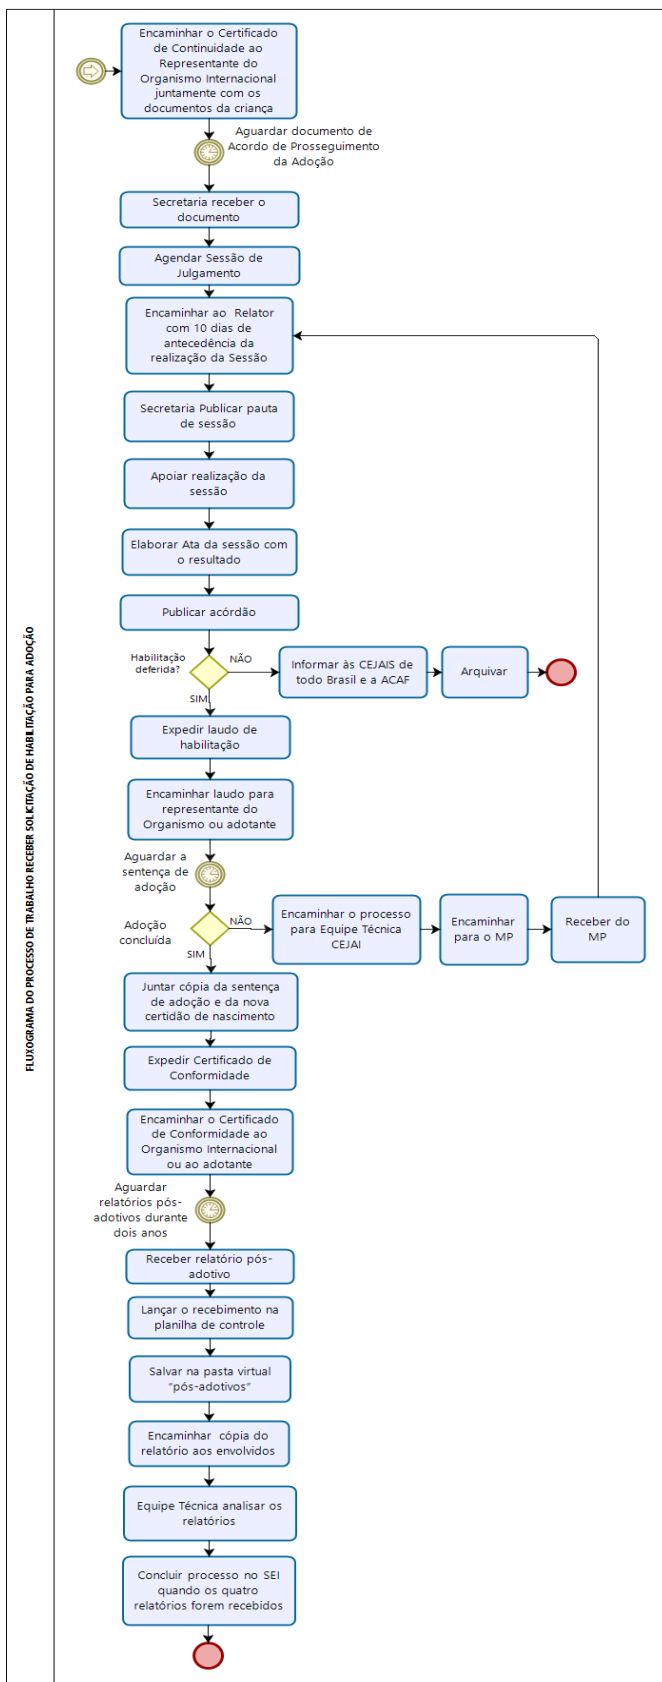 FLUXOGRAMA DO PROCESSO DE TRABALHO RECEBER SOLICITAÇÃO DE HABILITAÇÃO PARA ADOÇÃO
Encaminhar o Certificado
de Continuidade ao
Representante do
Organismo Internacional
juntamente com os
documentos da criança
Aguardar documento de
Acordo de Prosseguimento
da Adoção
Secretaria receber o
documento
Agendar Sessão de
Julgamento
Encaminhar ao Relator
com 10 dias de
antecedência da
realização da Sessão
Secretaria Publicar pauta
de sessão
Apoiar realização da
sessão
Elaborar Ata da sessão com
o resultado
Publicar acórdão
Habilitação
deferida?
NÃO
Informar às CEJAIS de
todo Brasil e a ACAF
Arquivar
SIM
Expedir laudo de
habilitação
Encaminhar laudo para
representante do
Organismo ou adotante
Aguardar a
sentença de
adoção
Adoção
concluída
NÃO
Encaminhar o processo
para Equipe Técnica
CEJAI
Encaminhar
para o MP
Receber do
MP
SIM
Juntar cópia da sentença
de adoção e da nova
certidão de nascimento
Expedir Certificado de
Conformidade
Encaminhar o Certificado
de Conformidade ao
Organismo Internacional
ou ao adotante
Aguardar
relatórios pós-
adotivos durante
dois anos
Receber relatório pós-
adotivo
Lançar o recebimento na
planilha de controle
Salvar na pasta virtual
“pós-adotivos”
Encaminhar cópia do
relatório aos envolvidos
Equipe Técnica analisar os
relatórios
Concluir processo no SEI
quando os quatro
relatórios forem recebidos